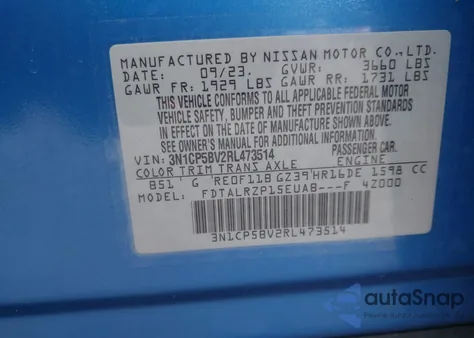 MANUFACTURED BY NISSAN MOTOR CO., LTD.
DATE: 09/23. GVWR: 3660 LBS
GAWR FR: 1929 LBS GAWR RR: 1731 LBS
THIS VEHICLE CONFORMS TO ALL APPLICABLE FEDERAL MOTOR
VEHICLE SAFETY, BUMPER AND THEFT PREVENTION STANDARDS
IN EFFECT ON THE DATE OF MANUFACTURE SHOWN ABOVE.
SEE OWNER'S MANUAL FOR ADDITIONAL INFORMATION
VIN: 3N1CP5BV2RL473514 PASSENGER CAR.
COLOR TRIM TRANS AXLE ENGINE
B51 G RE0F11B GZ39 HR16DE 1598 CC
MODEL: FDTALRZP15EUAB---F 4Z000
3N1CP5BV2RL473514
autoSnap